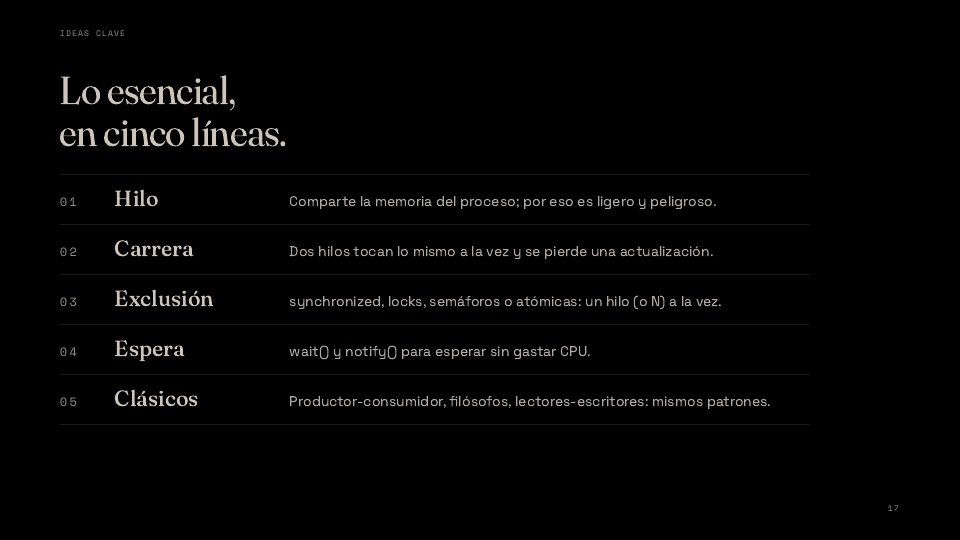 IDEAS CLAVE
Lo esencial,
en cinco líneas.
01 Hilo Comparte la memoria del proceso; por eso es ligero y peligroso.
02 Carrera Dos hilos tocan lo mismo a la vez y se pierde una actualización.
03 Exclusión synchronized, locks, semáforos o atómicas: un hilo (o N) a la vez.
04 Espera wait() y notify() para esperar sin gastar CPU.
05 Clásicos Productor-consumidor, filósofos, lectores-escritores: mismos patrones.
17